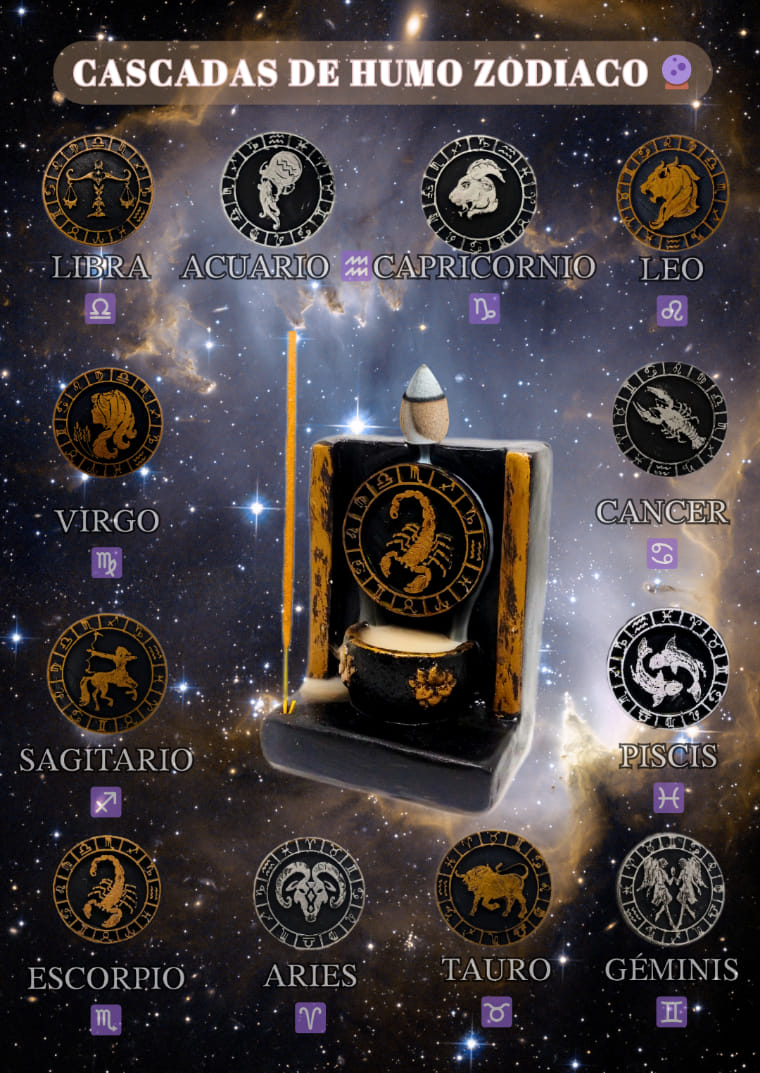 CASCADAS DE HUMO ZODIACO 🔮
LIBRA
ACUARIO ♒
CAPRICORNIO
LEO
♎
♑
♌
VIRGO
CANCER
♍
♋
SAGITARIO
PISCIS
♐
♓
ESCORPIO
ARIES
TAURO
GÉMINIS
♏
♈
♉
♊